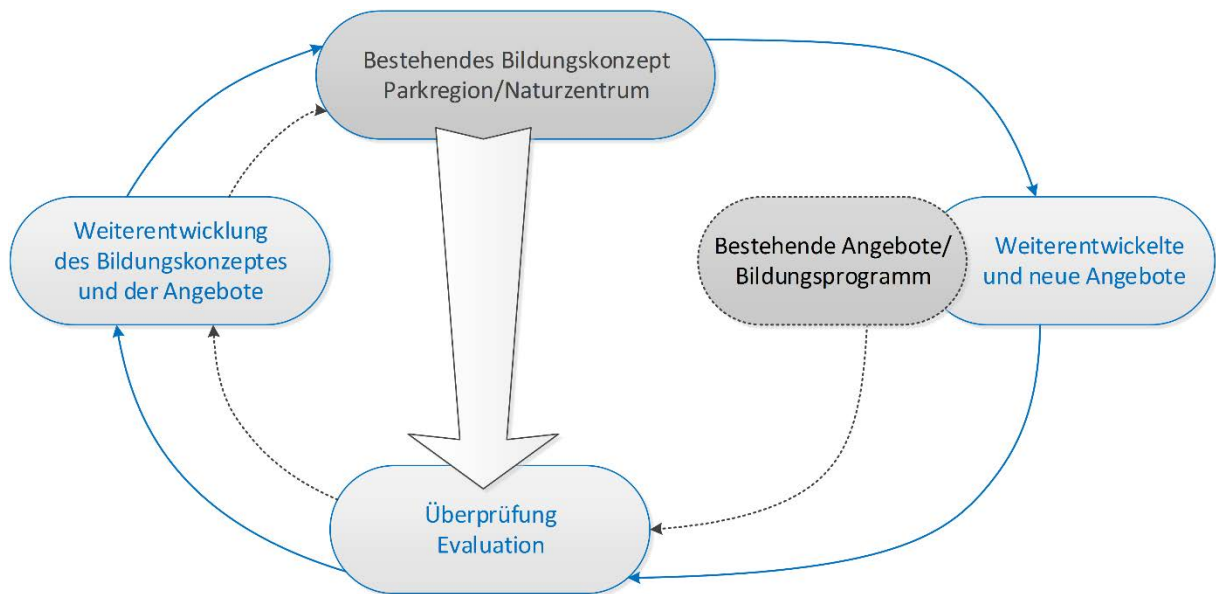 Bestehendes Bildungskonzept
Parkregion/Naturzentrum
Weiterentwicklung
des Bildungskonzeptes
und der Angebote
Bestehende Angebote/
Bildungsprogramm
Weiterentwickelte
und neue Angebote
Überprüfung
Evaluation